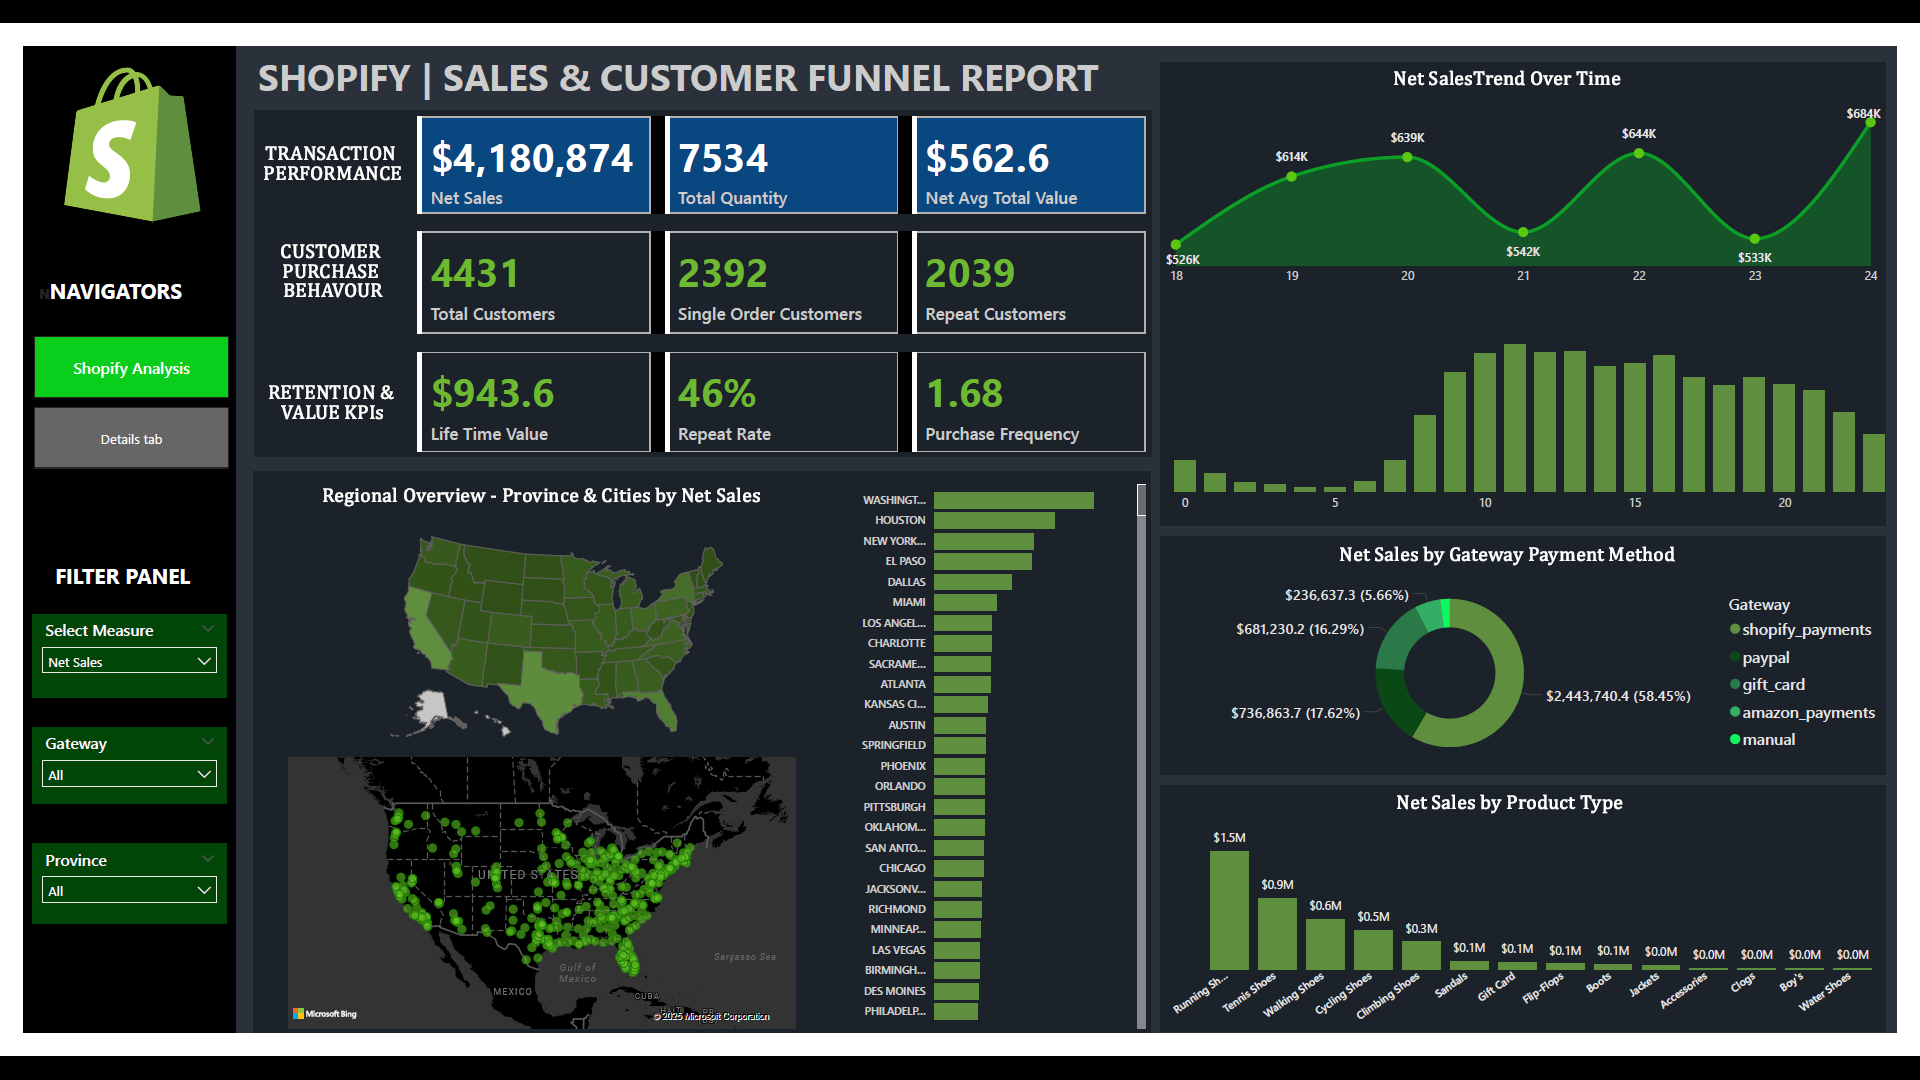 S
SHOPIFY | SALES & CUSTOMER FUNNEL REPORT
NAVIGATORS
Shopify Analysis
Details tab
FILTER PANEL
Select Measure
Net Sales
Gateway
All
Province
All
TRANSACTION
PERFORMANCE
$4,180,874
Net Sales
7534
Total Quantity
$562.6
Net Avg Total Value
CUSTOMER
PURCHASE
BEHAVOUR
4431
Total Customers
2392
Single Order Customers
2039
Repeat Customers
RETENTION &
VALUE KPIs
$943.6
Life Time Value
46%
Repeat Rate
1.68
Purchase Frequency
Regional Overview - Province & Cities by Net Sales
UNITED STATES
Gulf of
Mexico
MEXICO
CUBA
HAITI
Sargasso Sea
Microsoft Bing
© 2025 Microsoft Corporation
WASHINGT...
HOUSTON
NEW YORK...
EL PASO
DALLAS
MIAMI
LOS ANGEL...
CHARLOTTE
SACRAME...
ATLANTA
KANSAS CI...
AUSTIN
SPRINGFIELD
PHOENIX
ORLANDO
PITTSBURGH
OKLAHOM...
SAN ANTO...
CHICAGO
JACKSONV...
RICHMOND
MINNEAP...
LAS VEGAS
BIRMINGH...
DES MOINES
PHILADELP...
Net SalesTrend Over Time
$526K
$614K
$639K
$542K
$644K
$533K
$684K
18 19 20 21 22 23 24
0 5 10 15 20
Net Sales by Gateway Payment Method
$236,637.3 (5.66%)
$681,230.2 (16.29%)
$736,863.7 (17.62%)
$2,443,740.4 (58.45%)
Gateway
shopify_payments
paypal
gift_card
amazon_payments
manual
Net Sales by Product Type
$1.5M $0.9M $0.6M $0.5M $0.3M $0.1M $0.1M $0.1M $0.1M $0.0M $0.0M $0.0M $0.0M $0.0M
Running Sh... Tennis Shoes Walking Shoes Cycling Shoes Climbing Shoes Sandals Gift Card Flip-Flops Boots Jackets Accessories Clogs Boy's Water Shoes